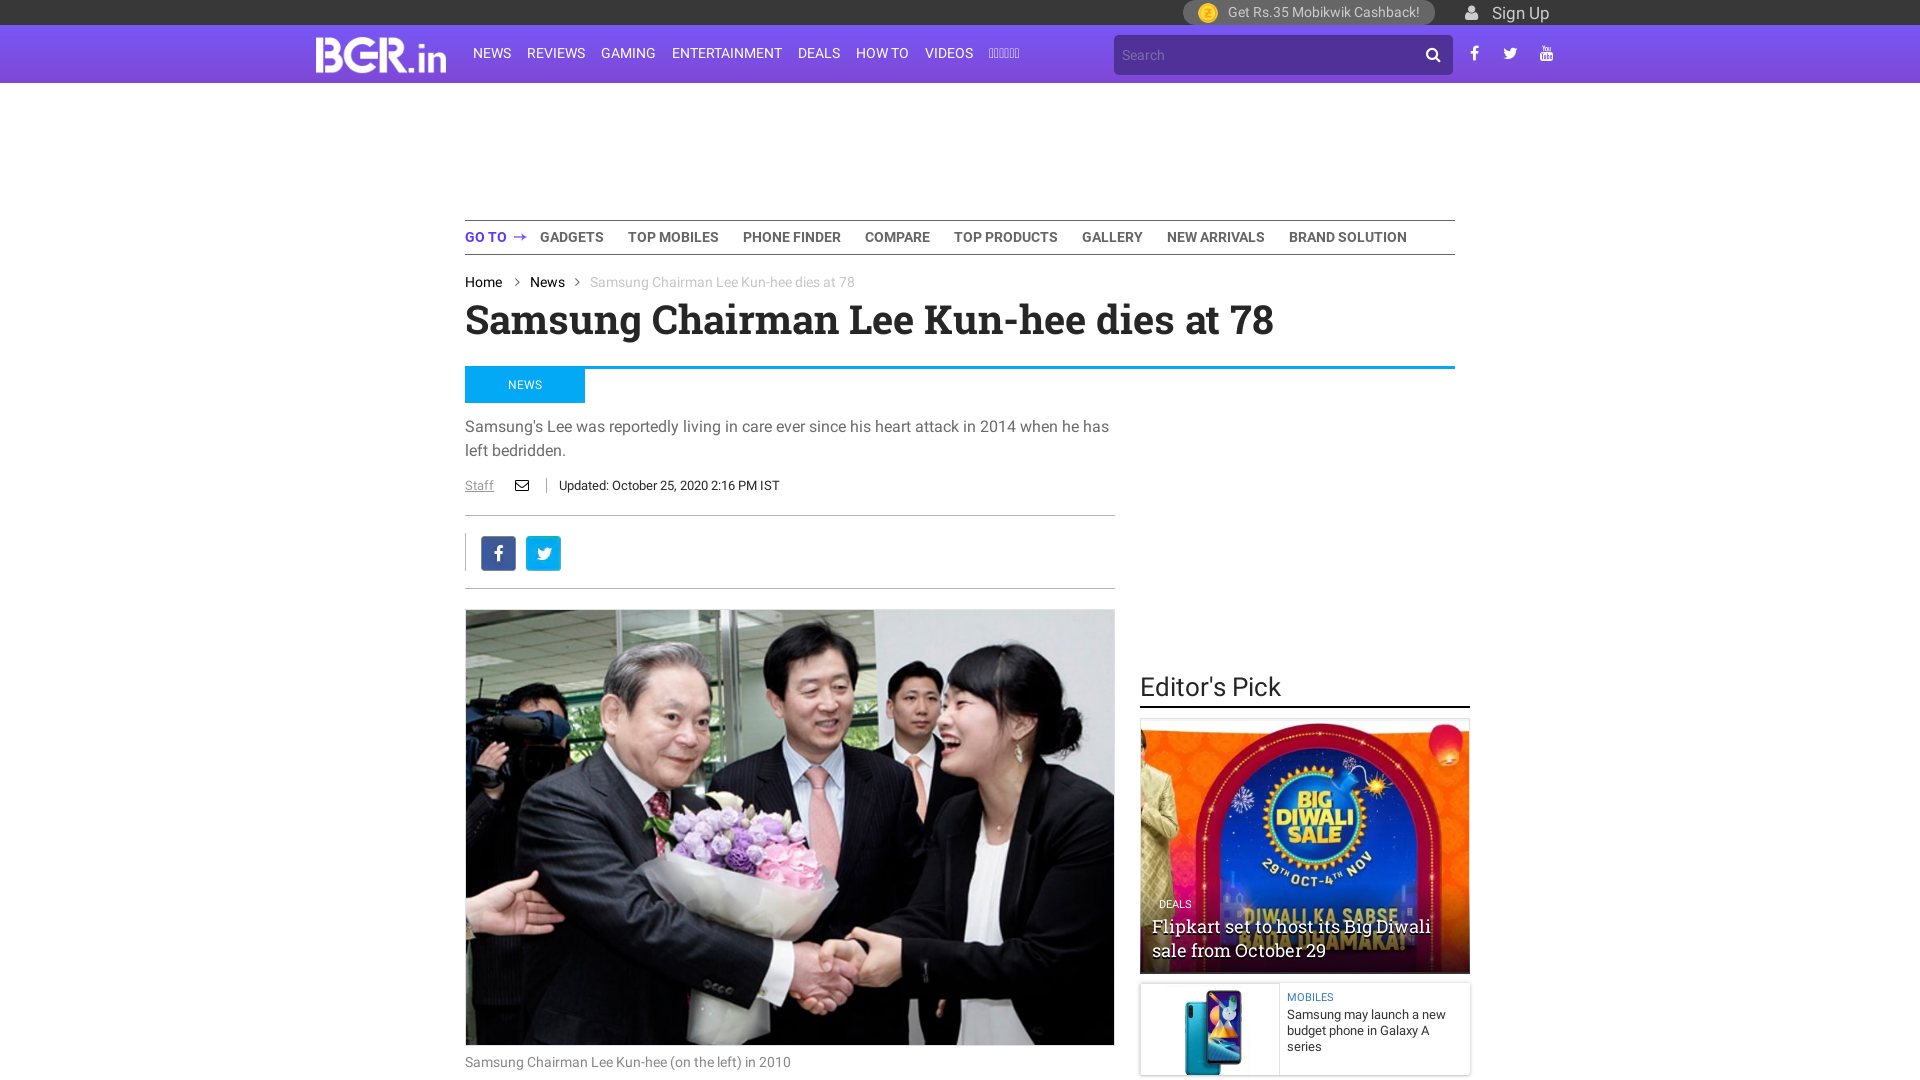 Get Rs.35 Mobikwik Cashback!
Sign Up
BGR.in
NEWS REVIEWS GAMING ENTERTAINMENT DEALS HOW TO VIDEOS
Search
GO TO → GADGETS TOP MOBILES PHONE FINDER COMPARE TOP PRODUCTS GALLERY NEW ARRIVALS BRAND SOLUTION
Home > News > Samsung Chairman Lee Kun-hee dies at 78
Samsung Chairman Lee Kun-hee dies at 78
NEWS
Samsung's Lee was reportedly living in care ever since his heart attack in 2014 when he has
left bedridden.
Staff
Updated: October 25, 2020 2:16 PM IST
Samsung Chairman Lee Kun-hee (on the left) in 2010
Editor's Pick
BIG
DIWALI
SALE
29TH OCT-4TH NOV
DIWALI KA SABSE
BADA DHAMAKA!
DEALS
Flipkart set to host its Big Diwali
sale from October 29
MOBILES
Samsung may launch a new
budget phone in Galaxy A
series